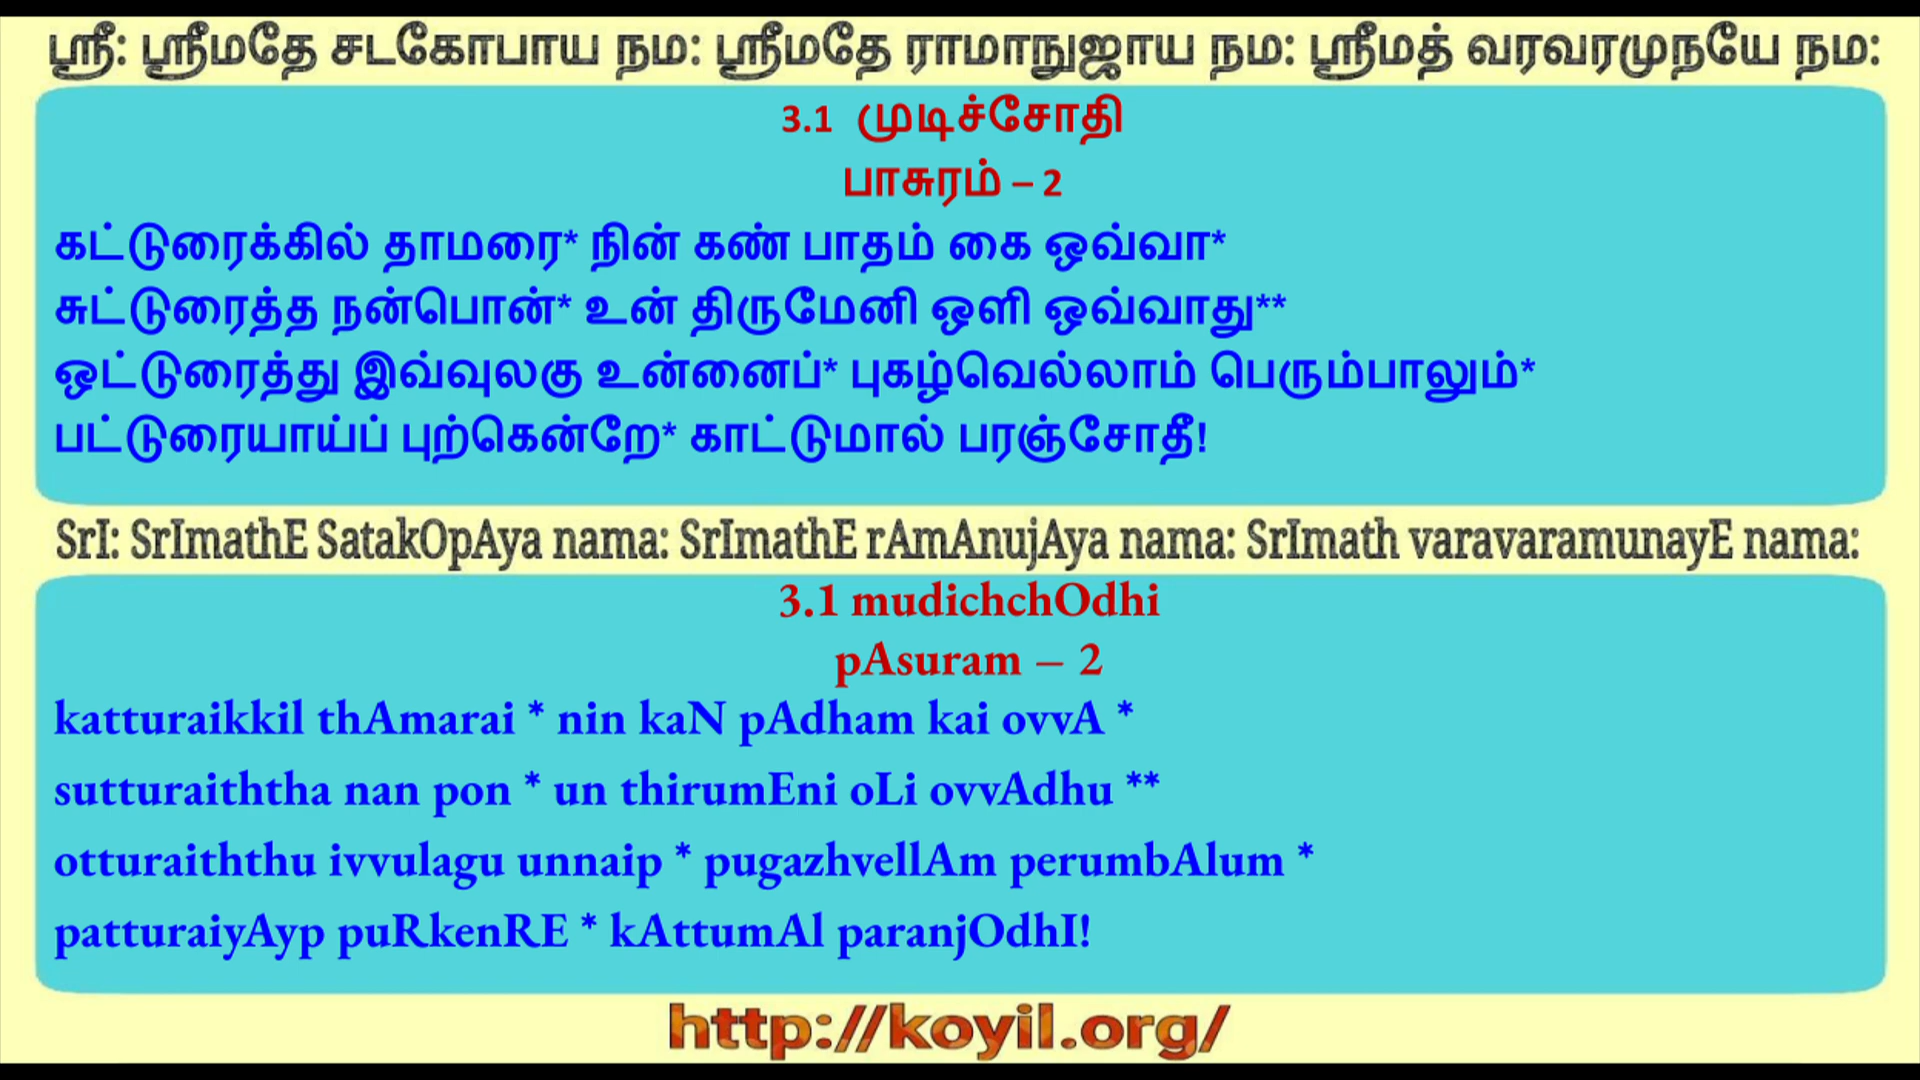 ஸ்ரீ: ஸ்ரீமதே சடகோபாய நம: ஸ்ரீமதே ராமாநுஜாய நம: ஸ்ரீமத் வரவரமுநயே நம:
3.1 முடிச்சோதி
பாசுரம் – 2
கட்டுரைக்கில் தாமரை* நின் கண் பாதம் கை ஒவ்வா*
சுட்டுரைத்த நன்பொன்* உன் திருமேனி ஒளி ஒவ்வாது**
ஒட்டுரைத்து இவ்வுலகு உன்னைப்* புகழ்வெல்லாம் பெரும்பாலும்*
பட்டுரையாய்ப் புற்கென்றே* காட்டுமால் பரஞ்சோதீ!
SrI: SrImathE SatakOpAya nama: SrImathE rAmAnujAya nama: SrImath varavaramunayE nama:
3.1 mudichchOdhi
pAsuram – 2
katturaikkil thAmarai * nin kaN pAdham kai ovvA *
sutturaiththa nan pon * un thirumEni oLi ovvAdhu **
otturaiththu ivvulagu unnaip * pugazhvellAm perumbAlum *
patturaiyAyp puRkenRE * kAttumAl paranjOdhI!
http://koyil.org/